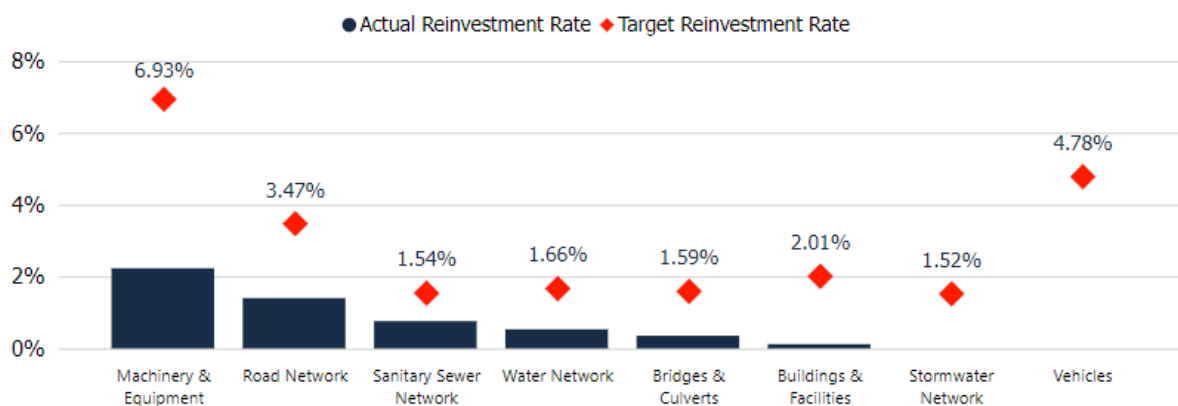 Actual Reinvestment Rate Target Reinvestment Rate
8%
6.93%
6%
4.78%
3.47%
4%
2.01%
1.54%
1.66%
1.59%
1.52%
2%
0%
Machinery & Equipment
Road Network
Sanitary Sewer Network
Water Network
Bridges & Culverts
Buildings & Facilities
Stormwater Network
Vehicles